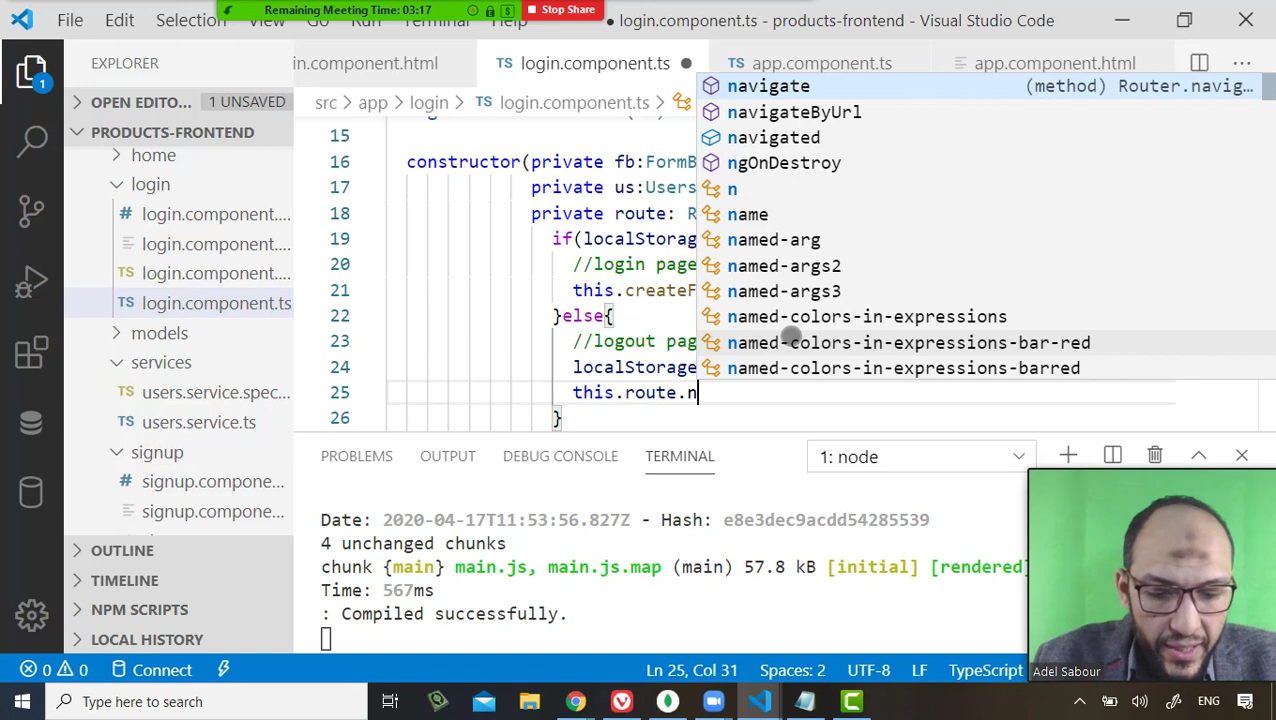 Remaining Meeting Time: 03:17
Stop Share
File
Edit
Selection
Go
Run
Terminal
Help
login.component.ts - products-frontend - Visual Studio Code
1
EXPLORER
OPEN EDITO...
1 UNSAVED
PRODUCTS-FRONTEND
home
login
# login.component....
login.component....
TS login.component....
TS login.component.ts
models
services
TS users.service.spec...
TS users.service.ts
signup
# signup.compone...
signup.compone...
OUTLINE
TIMELINE
NPM SCRIPTS
LOCAL HISTORY
in.component.html
TS login.component.ts
TS app.component.ts
app.component.html
src > app > login > TS login.component.ts >
15
16 constructor(private fb:FormB
17 private us:Users
18 private route: R
19 if(localStorag
20 //login page
21 this.createF
22 }else{
23 //logout pag
24 localStorage
25 this.route.n
26 }
navigate (method) Router.navig...
navigateByUrl
navigated
ngOnDestroy
n
name
named-arg
named-args2
named-args3
named-colors-in-expressions
named-colors-in-expressions-bar-red
named-colors-in-expressions-barred
PROBLEMS
OUTPUT
DEBUG CONSOLE
TERMINAL
1: node
Date: 2020-04-17T11:53:56.827Z - Hash: e8e3dec9acdd54285539
4 unchanged chunks
chunk {main} main.js, main.js.map (main) 57.8 kB [initial] [rendered]
Time: 567ms
: Compiled successfully.
Adel Sabour
0
0
Connect
Ln 25, Col 31
Spaces: 2
UTF-8
LF
TypeScript
Type here to search
ENG
4